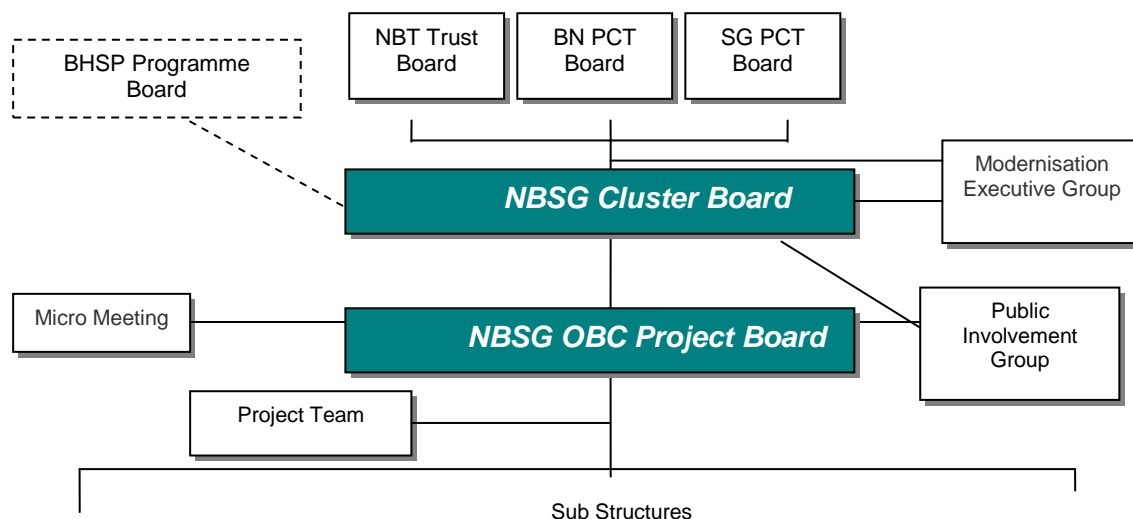 BHSP Programme
Board
NBT Trust
Board
BN PCT
Board
SG PCT
Board
Modernisation
Executive Group
NBSG Cluster Board
Micro Meeting
NBSG OBC Project Board
Public
Involvement
Group
Project Team
Sub Structures